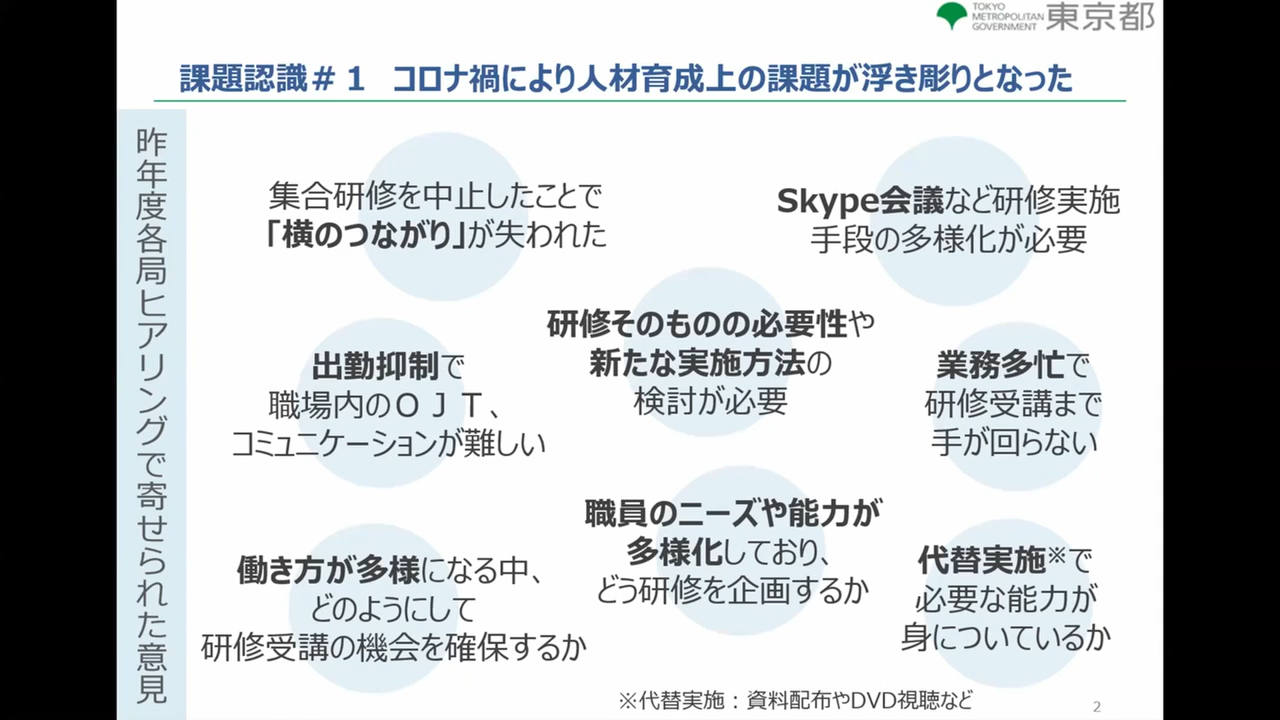 TOKYO
METROPOLITAN
GOVERNMENT
東京都
課題認識＃１　コロナ禍により人材育成上の課題が浮き彫りとなった
昨年度各局ヒアリングで寄せられた意見
集合研修を中止したことで
「横のつながり」が失われた
Skype会議など研修実施
手段の多様化が必要
研修そのものの必要性や
新たな実施方法の
検討が必要
出勤抑制で
職場内のＯＪＴ、
コミュニケーションが難しい
業務多忙で
研修受講まで
手が回らない
職員のニーズや能力が
多様化しており、
どう研修を企画するか
働き方が多様になる中、
どのようにして
研修受講の機会を確保するか
代替実施※で
必要な能力が
身についているか
※代替実施：資料配布やDVD視聴など
2